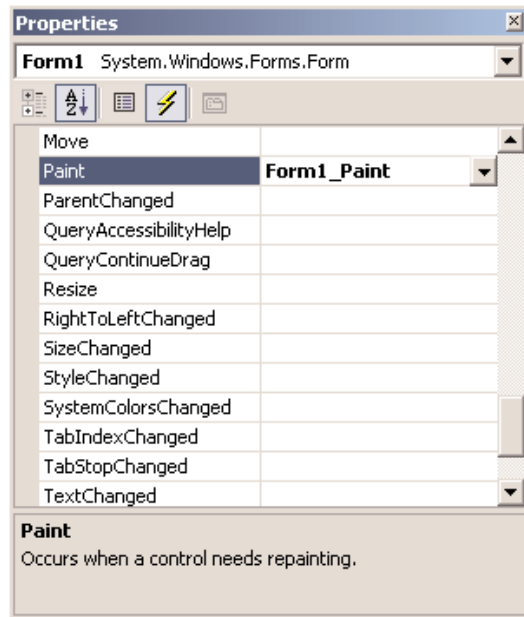 Properties
Form1 System.Windows.Forms.Form
Move
Paint Form1_Paint
ParentChanged
QueryAccessibilityHelp
QueryContinueDrag
Resize
RightToLeftChanged
SizeChanged
StyleChanged
SystemColorsChanged
TabIndexChanged
TabStopChanged
TextChanged
Paint
Occurs when a control needs repainting.